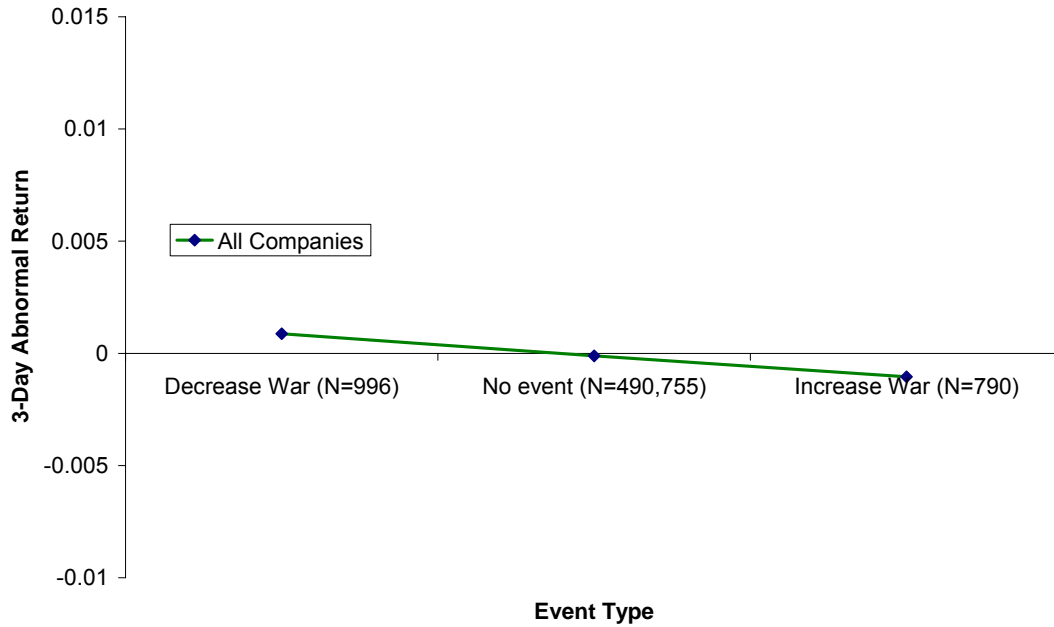 0.015
0.01
0.005
0
-0.005
-0.01
3-Day Abnormal Return
All Companies
Decrease War (N=996)
No event (N=490,755)
Increase War (N=790)
Event Type